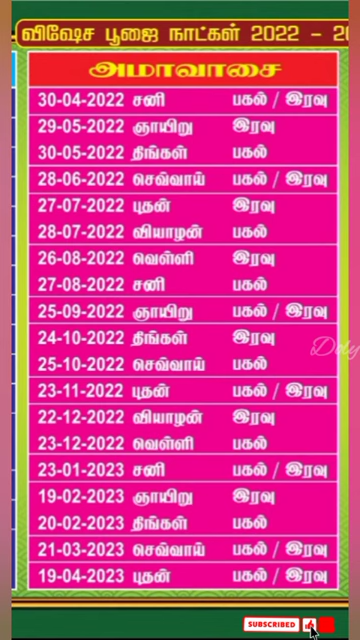 விஷேச பூஜை நாட்கள் 2022 - 20
அமாவாசை
30-04-2022 சனி பகல் / இரவு
29-05-2022 ஞாயிறு இரவு
30-05-2022 திங்கள் பகல்
28-06-2022 செவ்வாய் பகல் / இரவு
27-07-2022 புதன் இரவு
28-07-2022 வியாழன் பகல்
26-08-2022 வெள்ளி இரவு
27-08-2022 சனி பகல்
25-09-2022 ஞாயிறு பகல் / இரவு
24-10-2022 திங்கள் இரவு
25-10-2022 செவ்வாய் பகல்
23-11-2022 புதன் பகல் / இரவு
22-12-2022 வியாழன் இரவு
23-12-2022 வெள்ளி பகல்
23-01-2023 சனி பகல் / இரவு
19-02-2023 ஞாயிறு இரவு
20-02-2023 திங்கள் பகல்
21-03-2023 செவ்வாய் பகல் / இரவு
19-04-2023 புதன் பகல் / இரவு
SUBSCRIBED